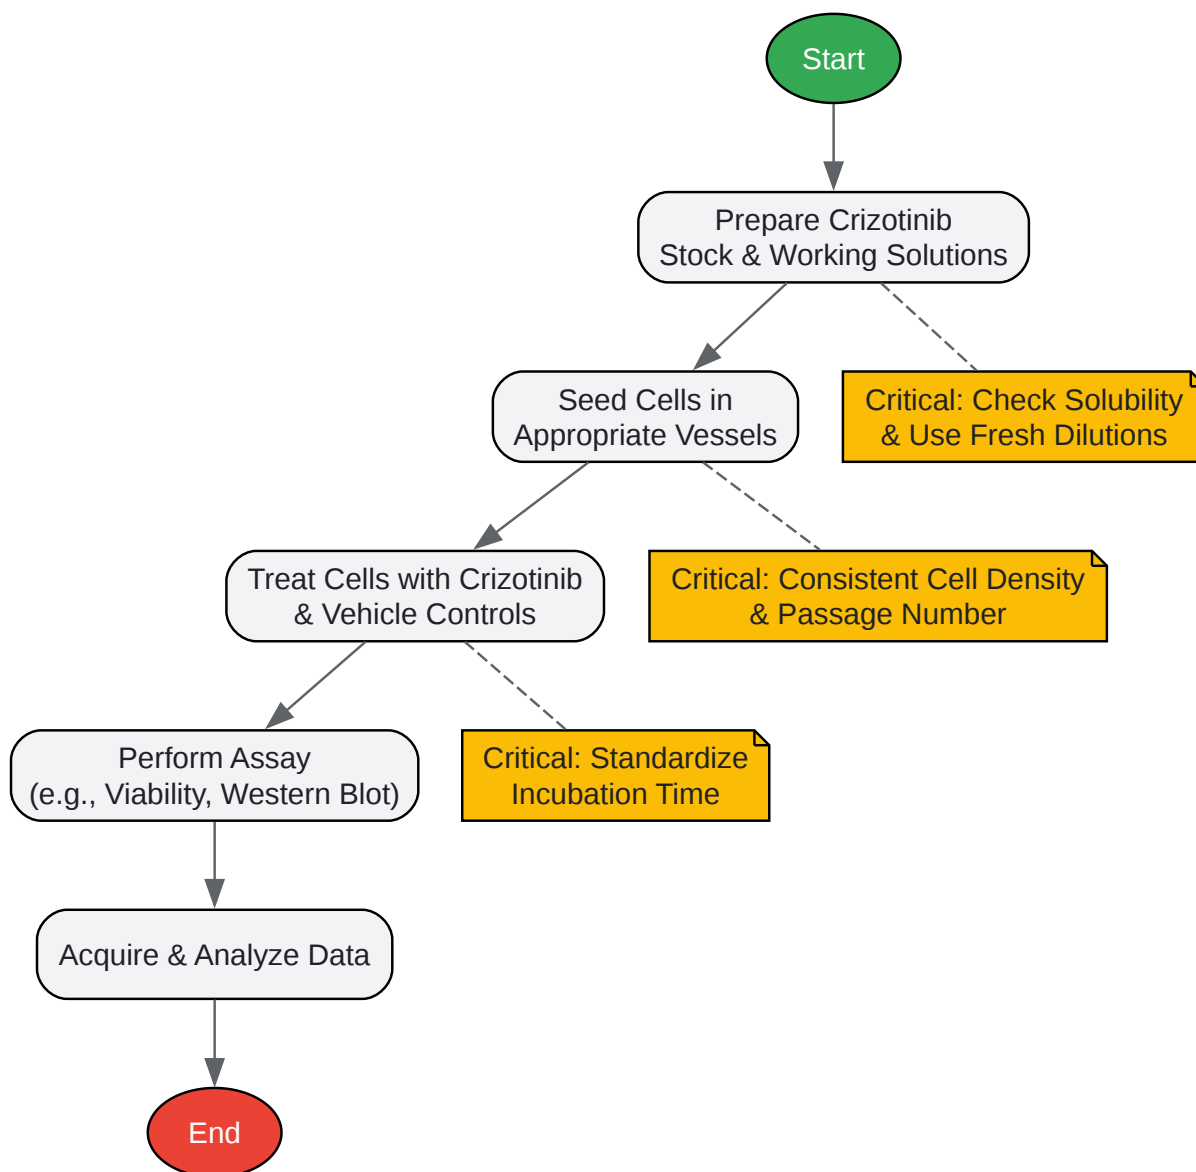 Start
Prepare Crizotinib
Stock & Working Solutions
Seed Cells in
Appropriate Vessels
Critical: Check Solubility
& Use Fresh Dilutions
Treat Cells with Crizotinib
& Vehicle Controls
Critical: Consistent Cell Density
& Passage Number
Perform Assay
(e.g., Viability, Western Blot)
Critical: Standardize
Incubation Time
Acquire & Analyze Data
End